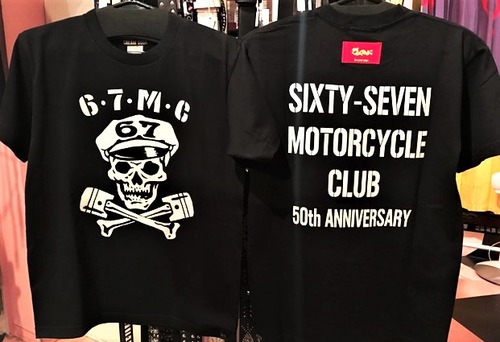 6·7·M·C
67
SIXTY-SEVEN
MOTORCYCLE
CLUB
50th ANNIVERSARY